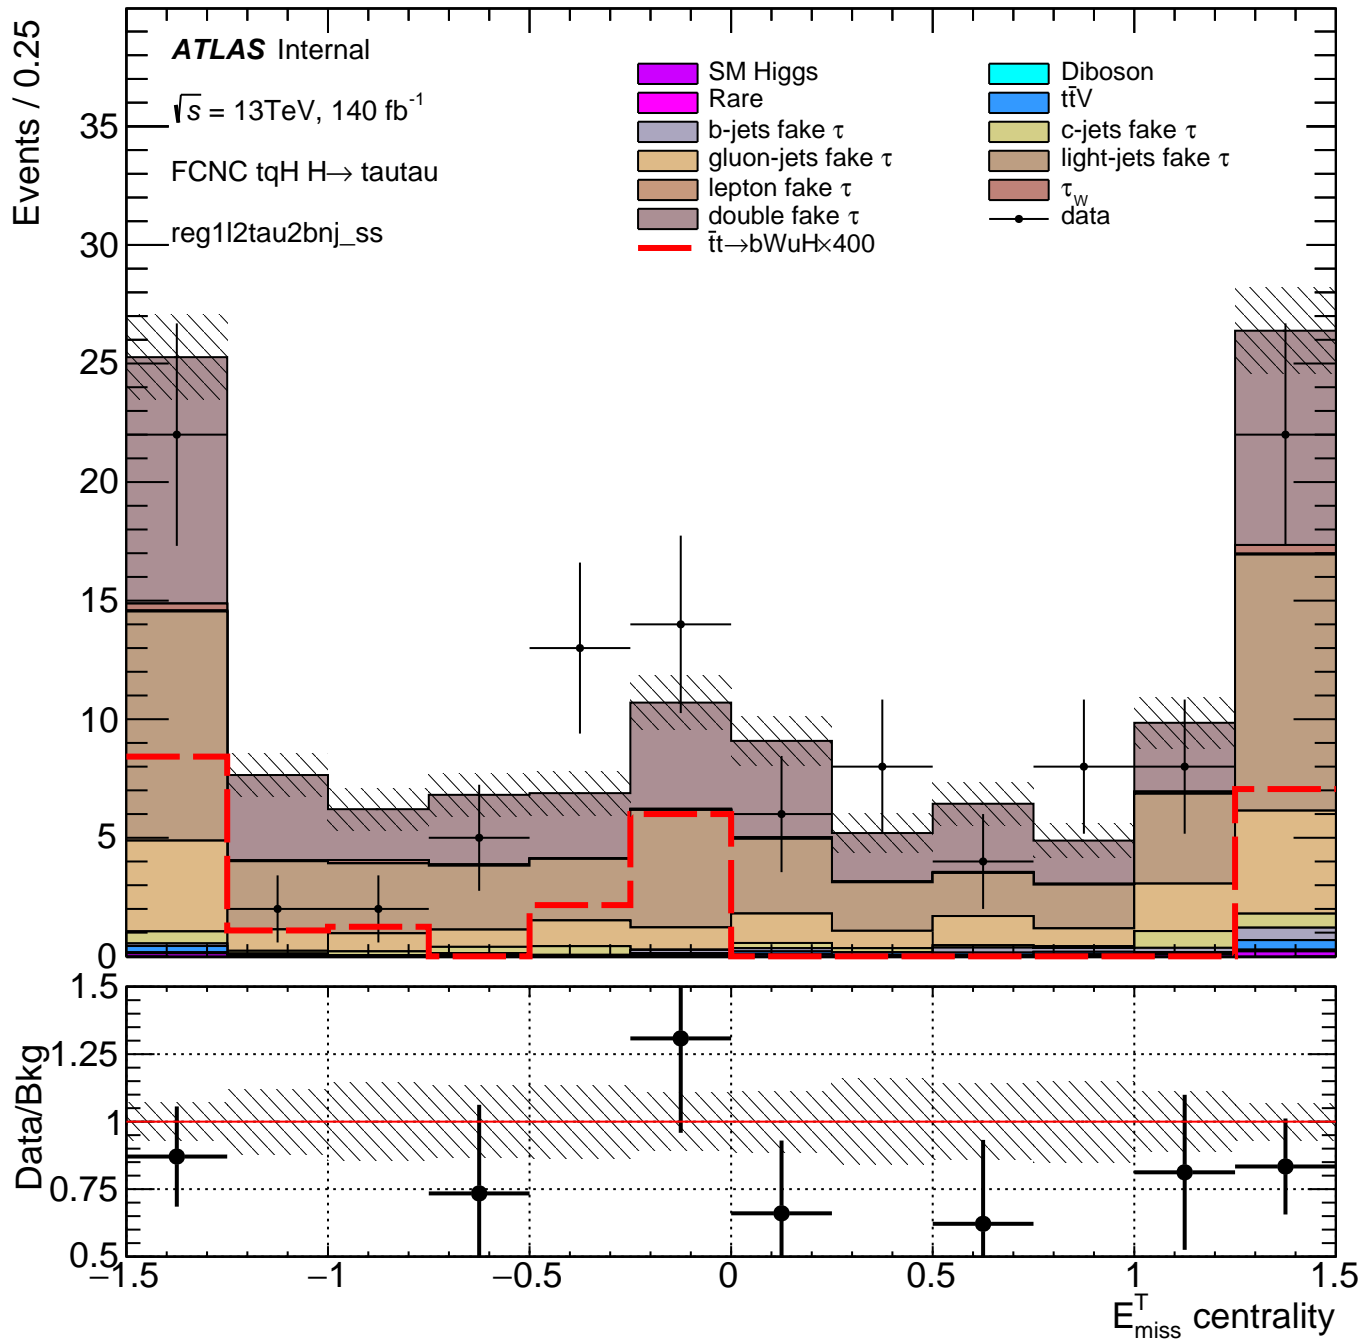 Events / 0.25
ATLAS Internal
√s = 13TeV, 140 fb⁻¹
FCNC tqH H→ tautau
reg1l2tau2bnj_ss
SM Higgs
Diboson
Rare
tt̄V
b-jets fake τ
c-jets fake τ
gluon-jets fake τ
light-jets fake τ
lepton fake τ
τ_W
double fake τ
data
t̄t→bWuH×400
35
30
25
20
15
10
5
0
Data/Bkg
1.5
1.25
1
0.75
0.5
−1.5 −1 −0.5 0 0.5 1 1.5
E^T_miss centrality